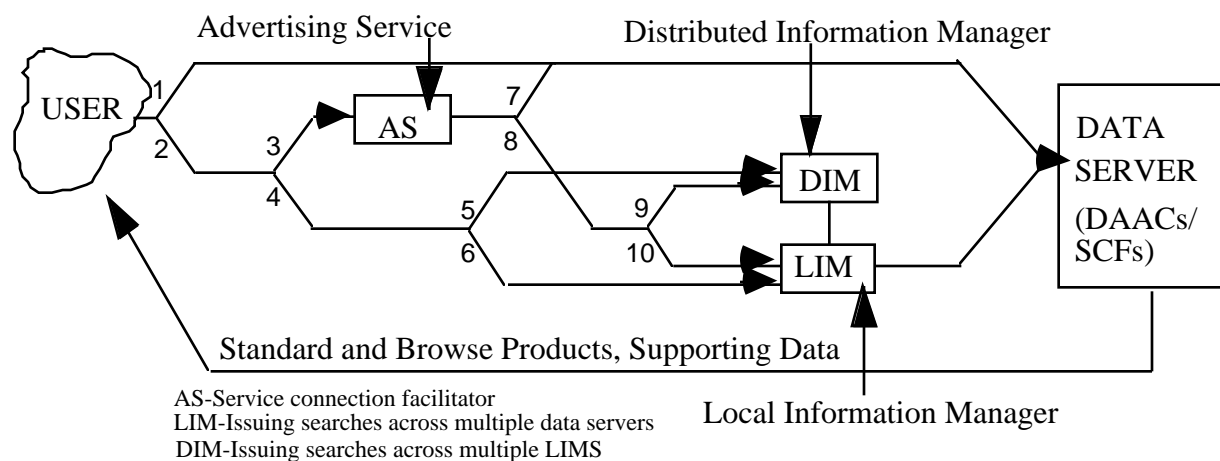 Advertising Service
Distributed Information Manager
USER
1
2
3
4
AS
7
8
5
6
9
10
DIM
LIM
DATA
SERVER
(DAACs/
SCFs)
Standard and Browse Products, Supporting Data
AS-Service connection facilitator
LIM-Issuing searches across multiple data servers
DIM-Issuing searches across multiple LIMS
Local Information Manager